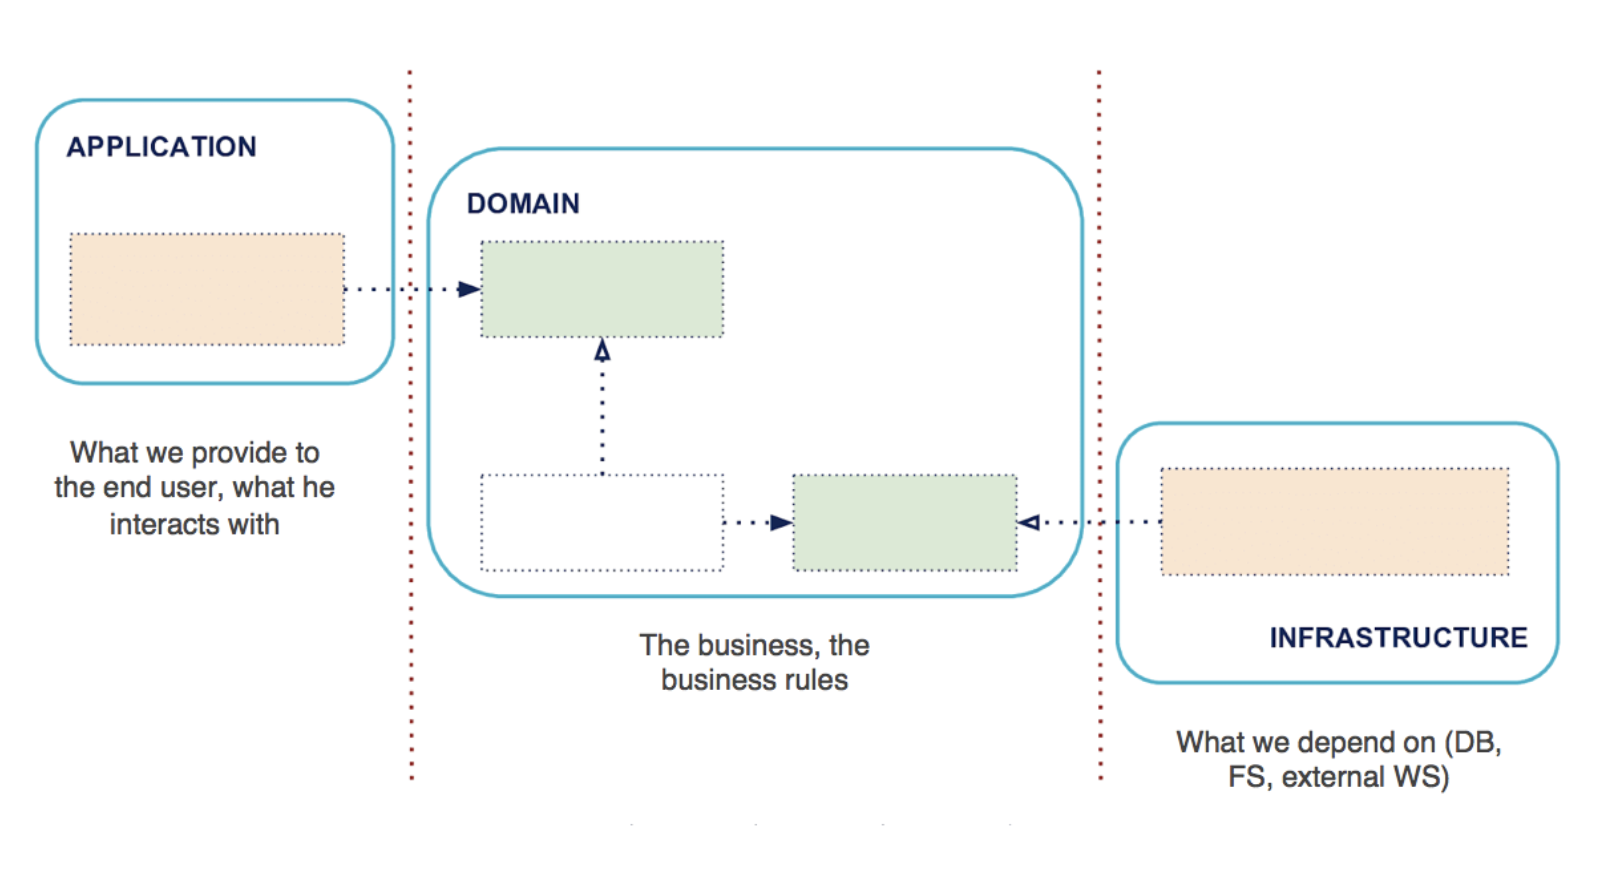 APPLICATION
What we provide to
the end user, what he
interacts with
DOMAIN
The business, the
business rules
INFRASTRUCTURE
What we depend on (DB,
FS, external WS)